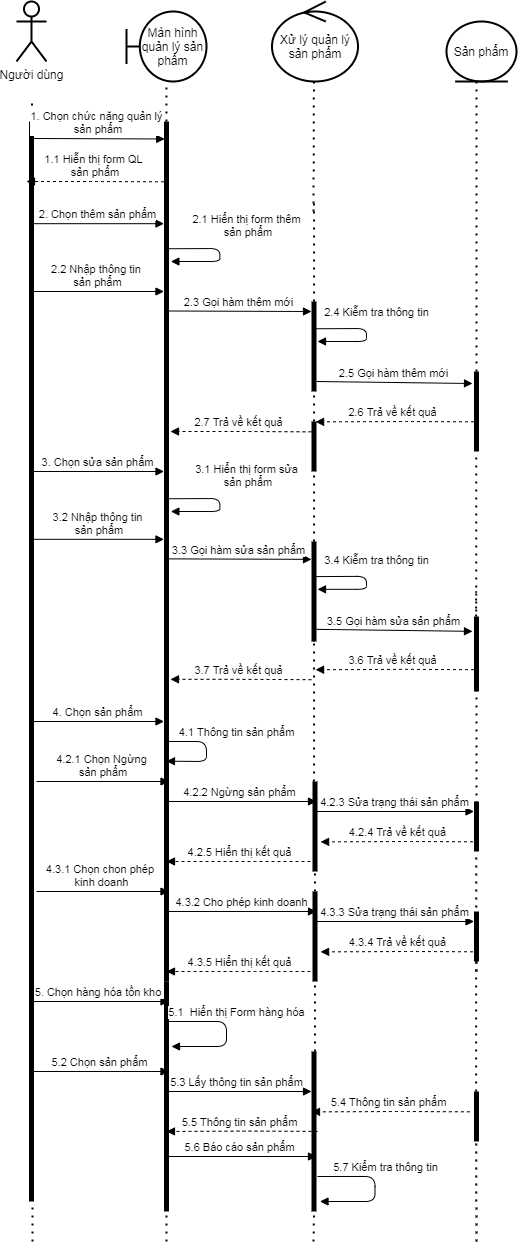 Người dùng
Màn hình
quản lý sản
phẩm
Xử lý quản lý
sản phẩm
Sản phẩm
1. Chọn chức năng quản lý
sản phẩm
1.1 Hiễn thị form QL
sản phẩm
2. Chọn thêm sản phẩm
2.1 Hiển thị form thêm
sản phẩm
2.2 Nhập thông tin
sản phẩm
2.3 Gọi hàm thêm mới
2.4 Kiểm tra thông tin
2.5 Gọi hàm thêm mới
2.6 Trả về kết quả
2.7 Trả về kết quả
3. Chọn sửa sản phẩm
3.1 Hiển thị form sửa
sản phẩm
3.2 Nhập thông tin
sản phẩm
3.3 Gọi hàm sửa sản phẩm
3.4 Kiểm tra thông tin
3.5 Gọi hàm sửa sản phẩm
3.6 Trả về kết quả
3.7 Trả về kết quả
4. Chọn sản phẩm
4.1 Thông tin sản phẩm
4.2.1 Chọn Ngừng
sản phẩm
4.2.2 Ngừng sản phẩm
4.2.3 Sửa trạng thái sản phẩm
4.2.4 Trả về kết quả
4.2.5 Hiển thị kết quả
4.3.1 Chọn chon phép
kinh doanh
4.3.2 Cho phép kinh doanh
4.3.3 Sửa trạng thái sản phẩm
4.3.4 Trả về kết quả
4.3.5 Hiển thị kết quả
5. Chọn hàng hóa tồn kho
5.1 Hiển thị Form hàng hóa
5.2 Chọn sản phẩm
5.3 Lấy thông tin sản phẩm
5.4 Thông tin sản phẩm
5.5 Thông tin sản phẩm
5.6 Báo cáo sản phẩm
5.7 Kiểm tra thông tin